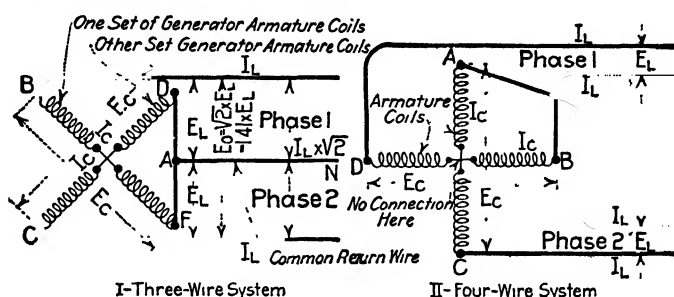 One Set of Generator Armature Coils
Other Set Generator Armature Coils
B
D
I_L
E_C
I_C
I_C
E_L
E_0=√2×E_L
=1.41×E_L
Phase 1
A
I_L×√2
N
E_L
Phase 2
C
E_C
F
I_L
Common Return Wire
I-Three-Wire System
I_L
A
Phase 1
E_L
I_L
Armature
Coils
I_C
I_C
D
B
E_C
E_C
No Connection
Here
I_L
Phase 2
E_L
C
I_L
II-Four-Wire System